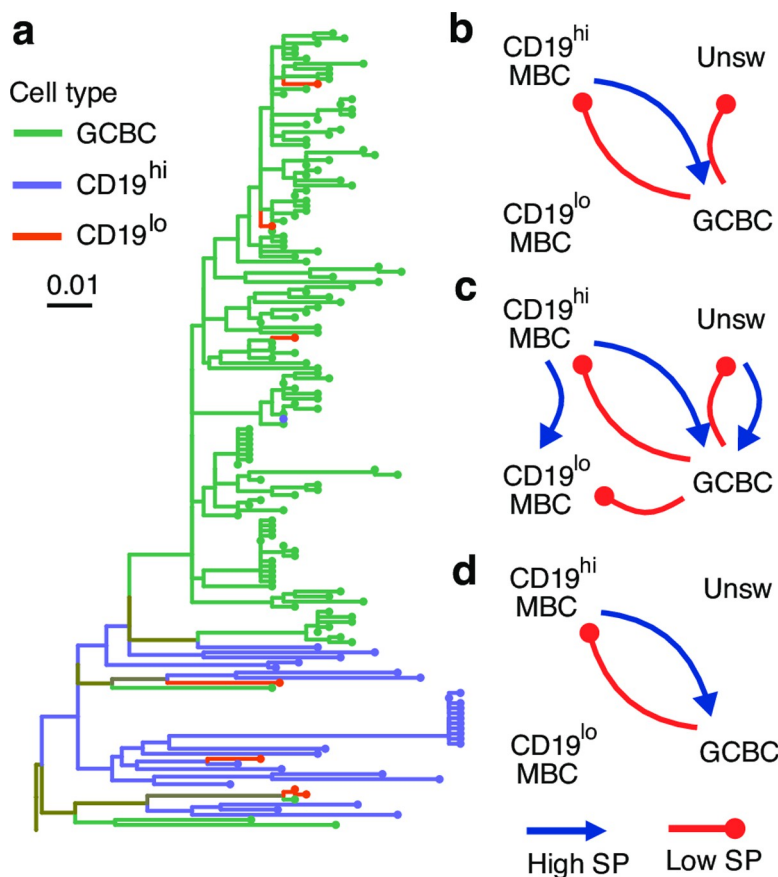 a
Cell type
GCBC
CD19hi
CD19lo
0.01
b
CD19hi
MBC
Unsw
CD19lo
MBC
GCBC
c
CD19hi
MBC
Unsw
CD19lo
MBC
GCBC
d
CD19hi
MBC
Unsw
CD19lo
MBC
GCBC
High SP
Low SP